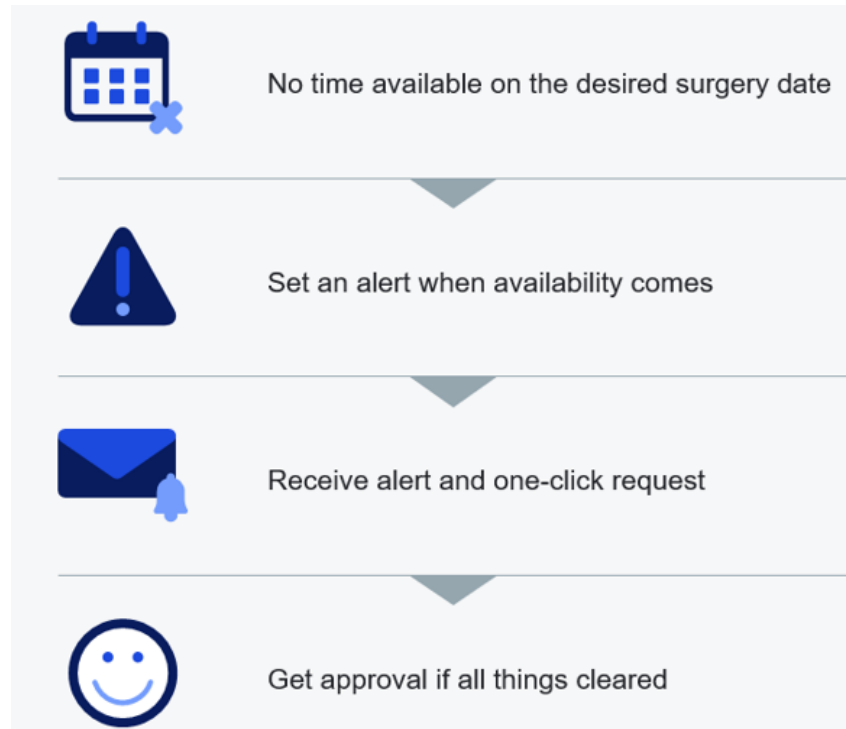 No time available on the desired surgery date
Set an alert when availability comes
Receive alert and one-click request
Get approval if all things cleared